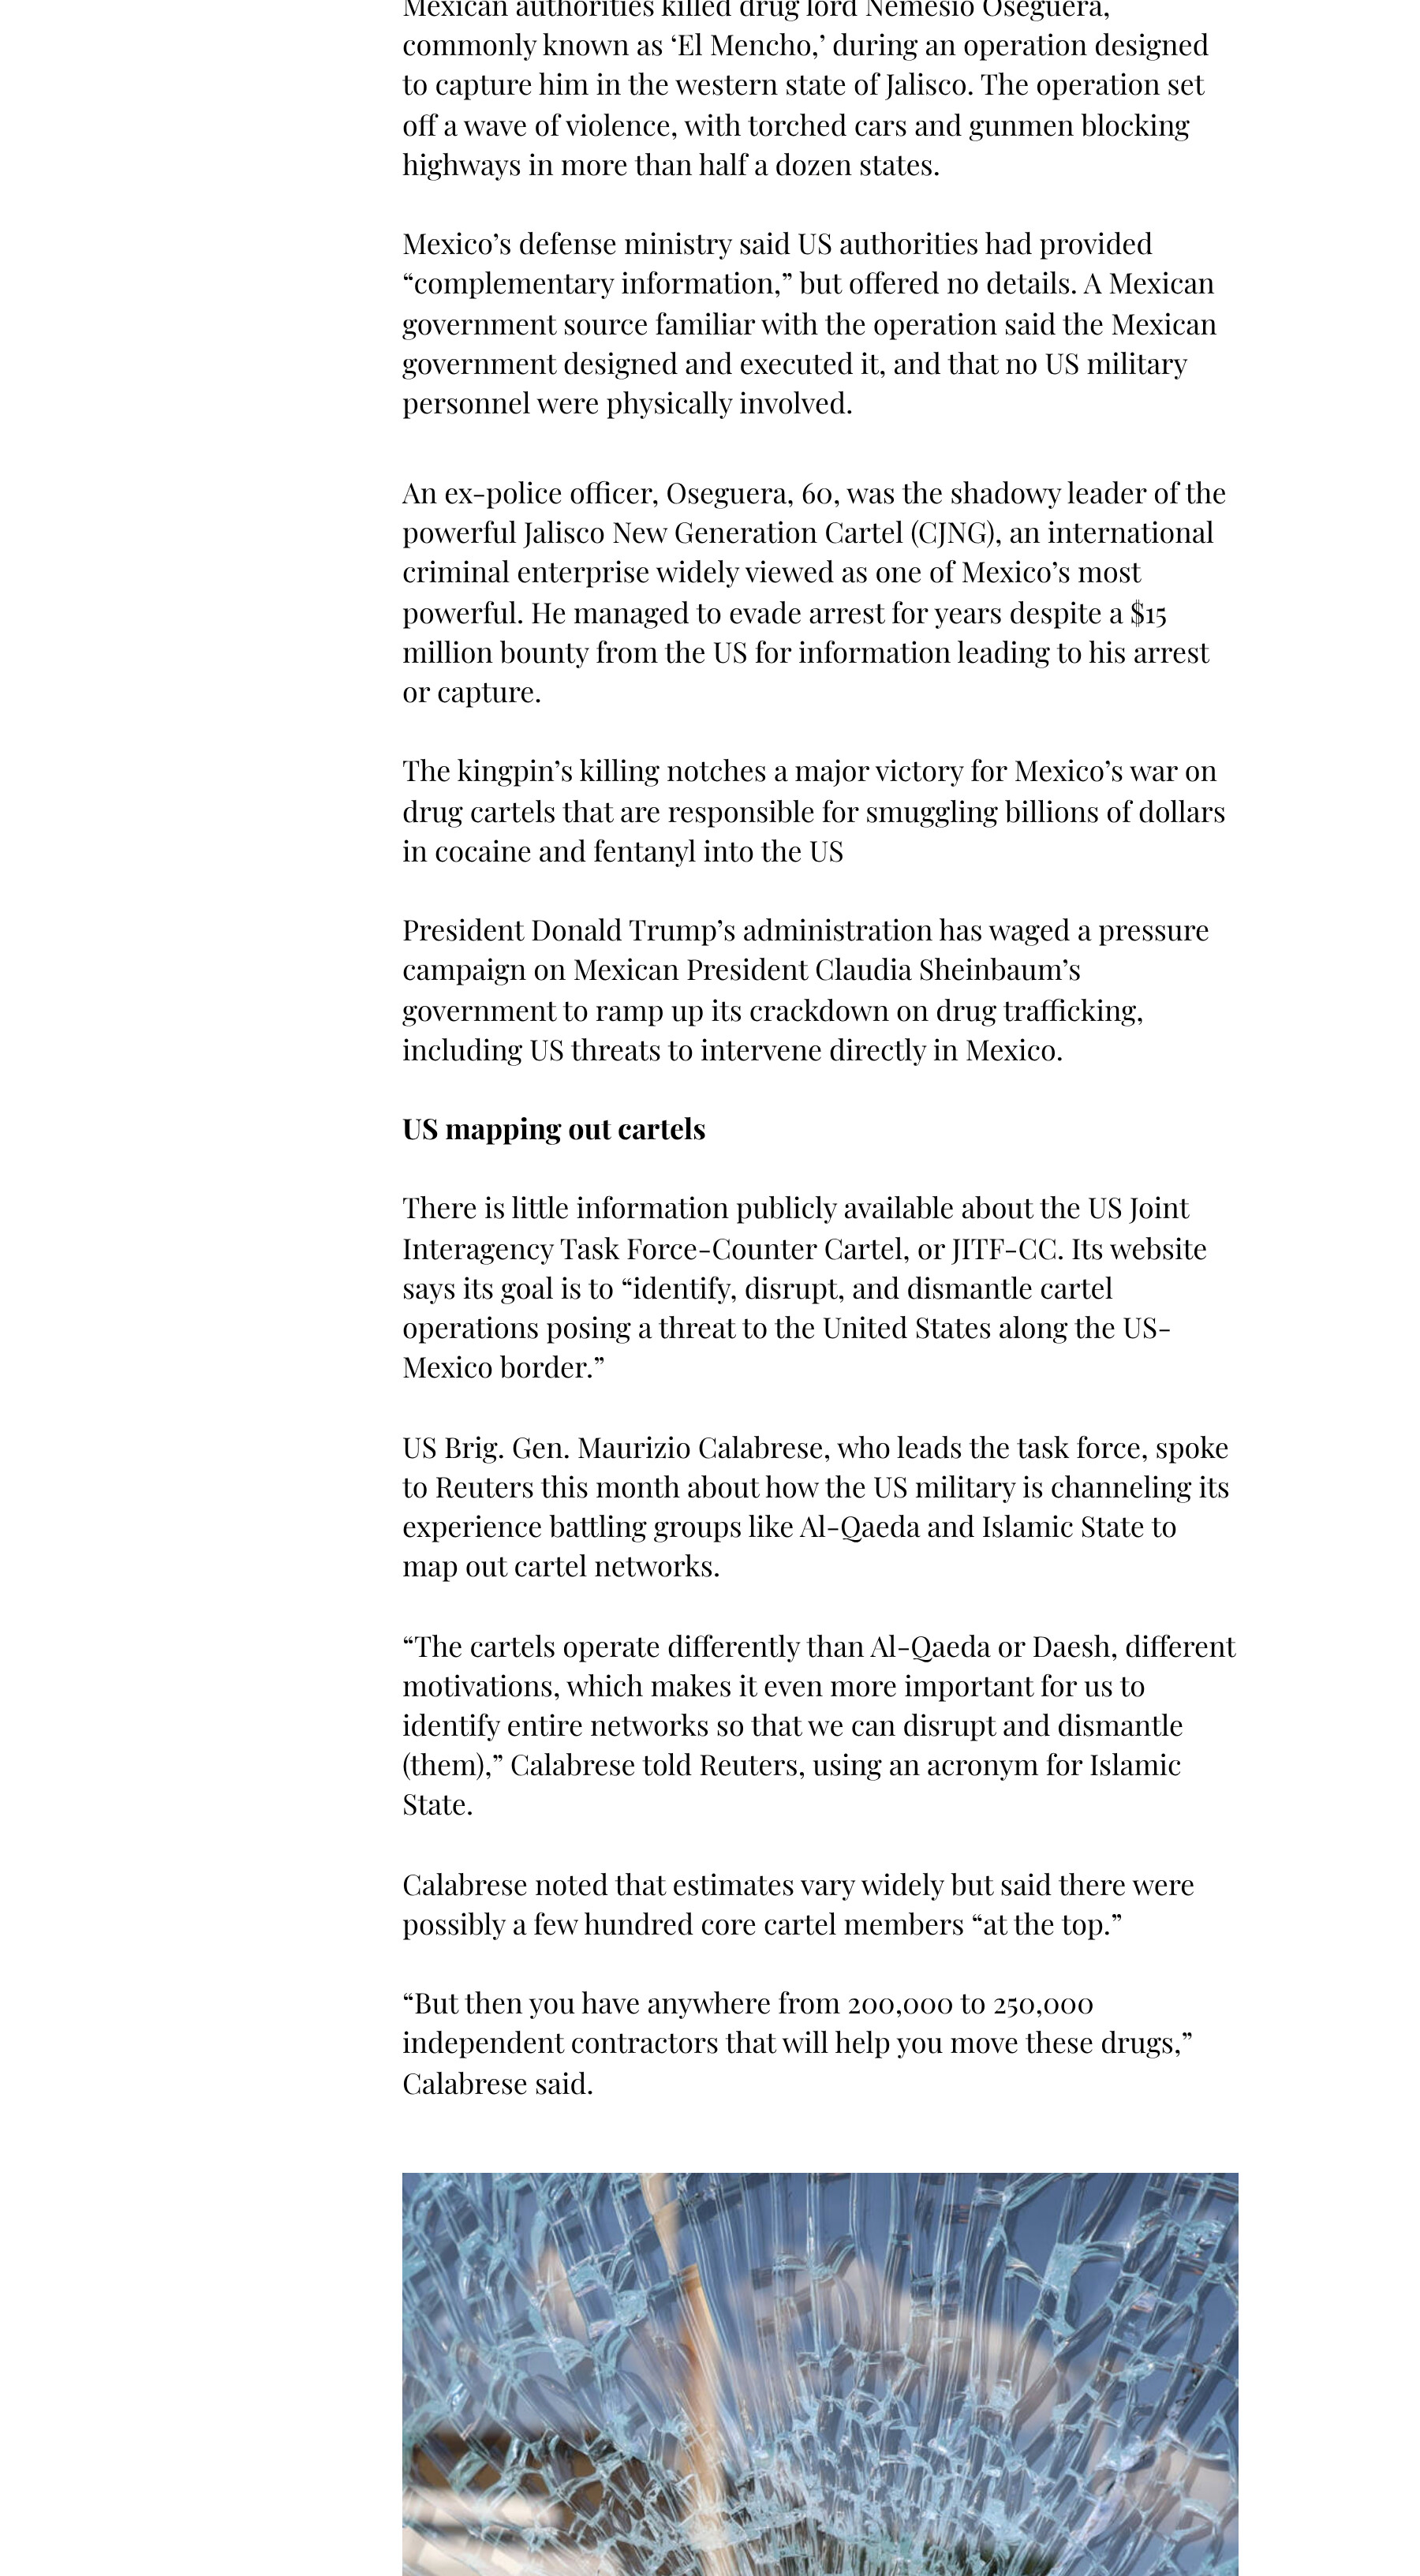 Mexican authorities killed drug lord Nemesio Oseguera,
commonly known as ‘El Mencho,’ during an operation designed
to capture him in the western state of Jalisco. The operation set
off a wave of violence, with torched cars and gunmen blocking
highways in more than half a dozen states.
Mexico’s defense ministry said US authorities had provided
“complementary information,” but offered no details. A Mexican
government source familiar with the operation said the Mexican
government designed and executed it, and that no US military
personnel were physically involved.
An ex-police officer, Oseguera, 60, was the shadowy leader of the
powerful Jalisco New Generation Cartel (CJNG), an international
criminal enterprise widely viewed as one of Mexico’s most
powerful. He managed to evade arrest for years despite a $15
million bounty from the US for information leading to his arrest
or capture.
The kingpin’s killing notches a major victory for Mexico’s war on
drug cartels that are responsible for smuggling billions of dollars
in cocaine and fentanyl into the US
President Donald Trump’s administration has waged a pressure
campaign on Mexican President Claudia Sheinbaum’s
government to ramp up its crackdown on drug trafficking,
including US threats to intervene directly in Mexico.
US mapping out cartels
There is little information publicly available about the US Joint
Interagency Task Force-Counter Cartel, or JITF-CC. Its website
says its goal is to “identify, disrupt, and dismantle cartel
operations posing a threat to the United States along the US-
Mexico border.”
US Brig. Gen. Maurizio Calabrese, who leads the task force, spoke
to Reuters this month about how the US military is channeling its
experience battling groups like Al-Qaeda and Islamic State to
map out cartel networks.
“The cartels operate differently than Al-Qaeda or Daesh, different
motivations, which makes it even more important for us to
identify entire networks so that we can disrupt and dismantle
(them),” Calabrese told Reuters, using an acronym for Islamic
State.
Calabrese noted that estimates vary widely but said there were
possibly a few hundred core cartel members “at the top.”
“But then you have anywhere from 200,000 to 250,000
independent contractors that will help you move these drugs,”
Calabrese said.